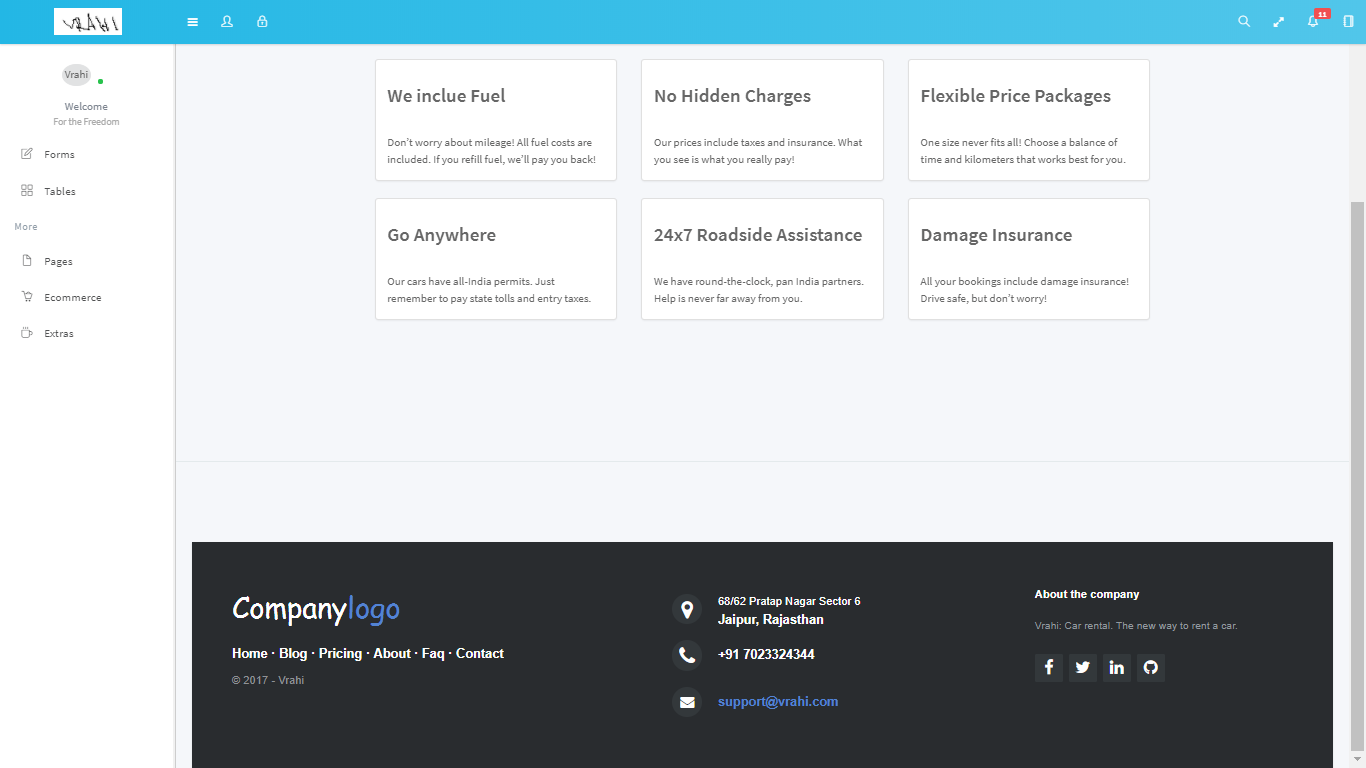 VRAHI
11
Vrahi
Welcome
For the Freedom
Forms
Tables
More
Pages
Ecommerce
Extras
We inclue Fuel
Don't worry about mileage! All fuel costs are
included. If you refill fuel, we'll pay you back!
No Hidden Charges
Our prices include taxes and insurance. What
you see is what you really pay!
Flexible Price Packages
One size never fits all! Choose a balance of
time and kilometers that works best for you.
Go Anywhere
Our cars have all-India permits. Just
remember to pay state tolls and entry taxes.
24x7 Roadside Assistance
We have round-the-clock, pan India partners.
Help is never far away from you.
Damage Insurance
All your bookings include damage insurance!
Drive safe, but don't worry!
Companylogo
Home · Blog · Pricing · About · Faq · Contact
© 2017 - Vrahi
68/62 Pratap Nagar Sector 6
Jaipur, Rajasthan
+91 7023324344
support@vrahi.com
About the company
Vrahi: Car rental. The new way to rent a car.